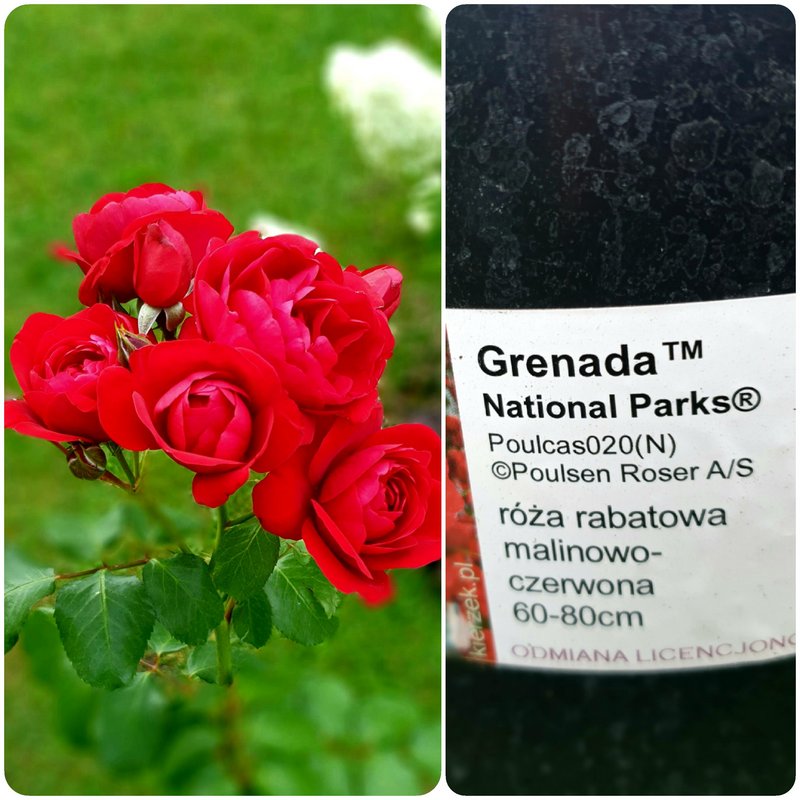 Grenada™
National Parks®
Poulcas020(N)
©Poulsen Roser A/S
róża rabatowa
malinowo-
czerwona
60-80cm
ODMIANA LICENCJONO